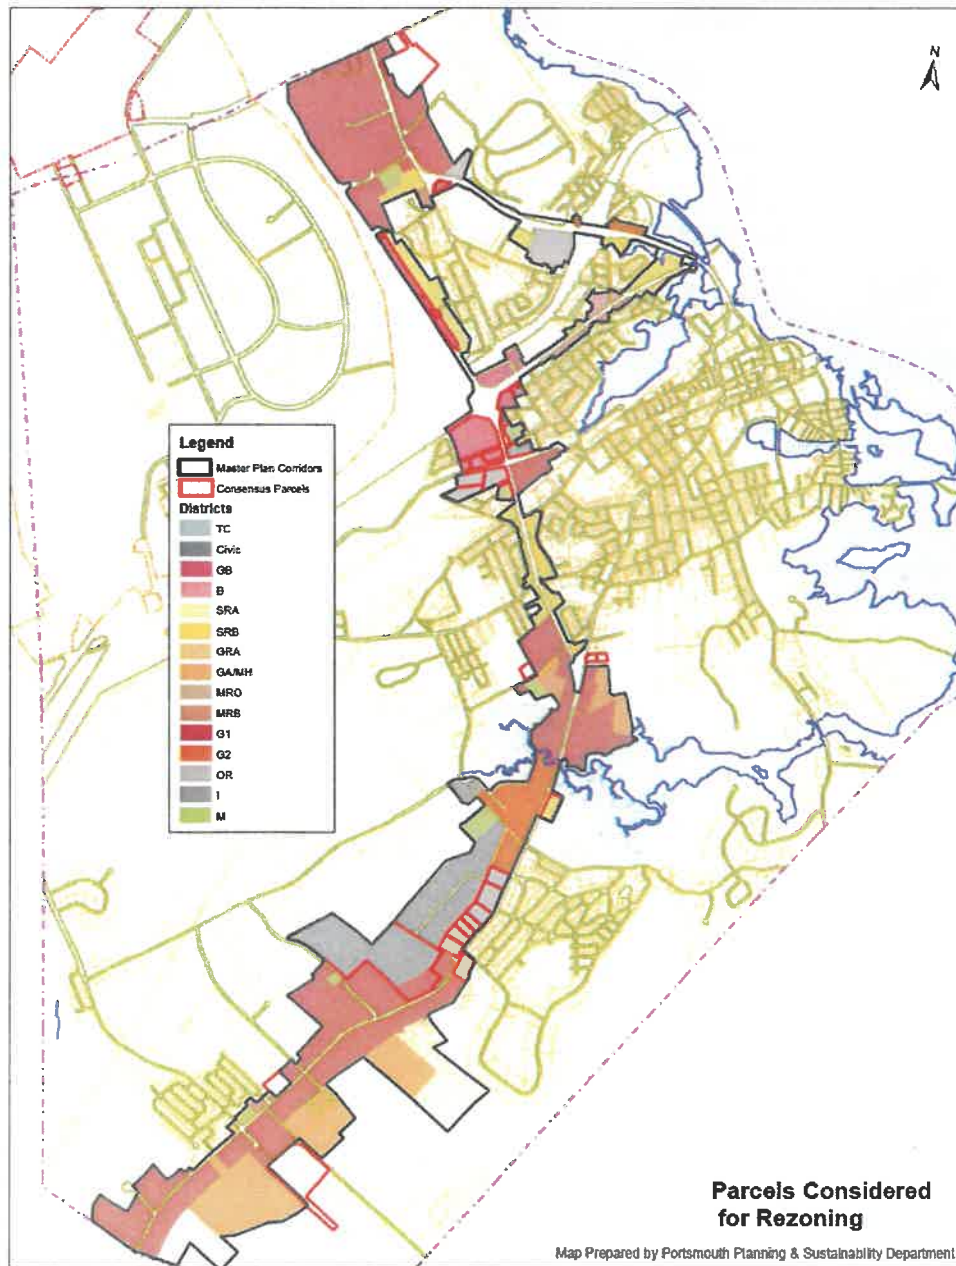 N
Legend
Master Plan Corridors
Consensus Parcels
Districts
TC
Civic
GB
B
SRA
SRB
GRA
GA/MH
MRO
MRB
G1
G2
OR
I
M
Parcels Considered
for Rezoning
Map Prepared by Portsmouth Planning & Sustainability Department